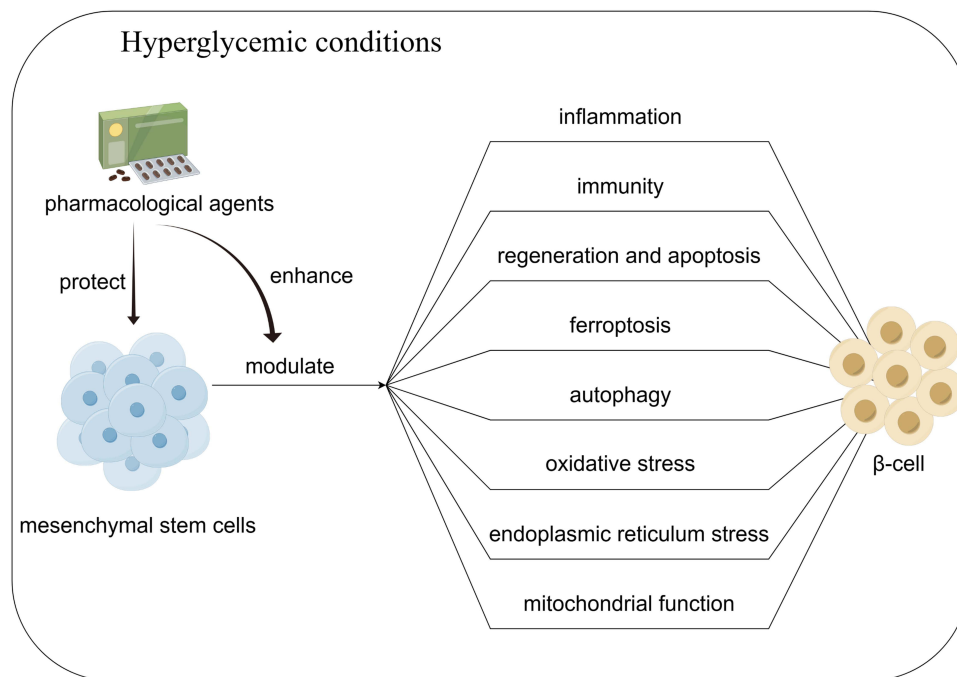 Hyperglycemic conditions
pharmacological agents
protect
enhance
modulate
mesenchymal stem cells
inflammation
immunity
regeneration and apoptosis
ferroptosis
autophagy
oxidative stress
endoplasmic reticulum stress
mitochondrial function
β-cell